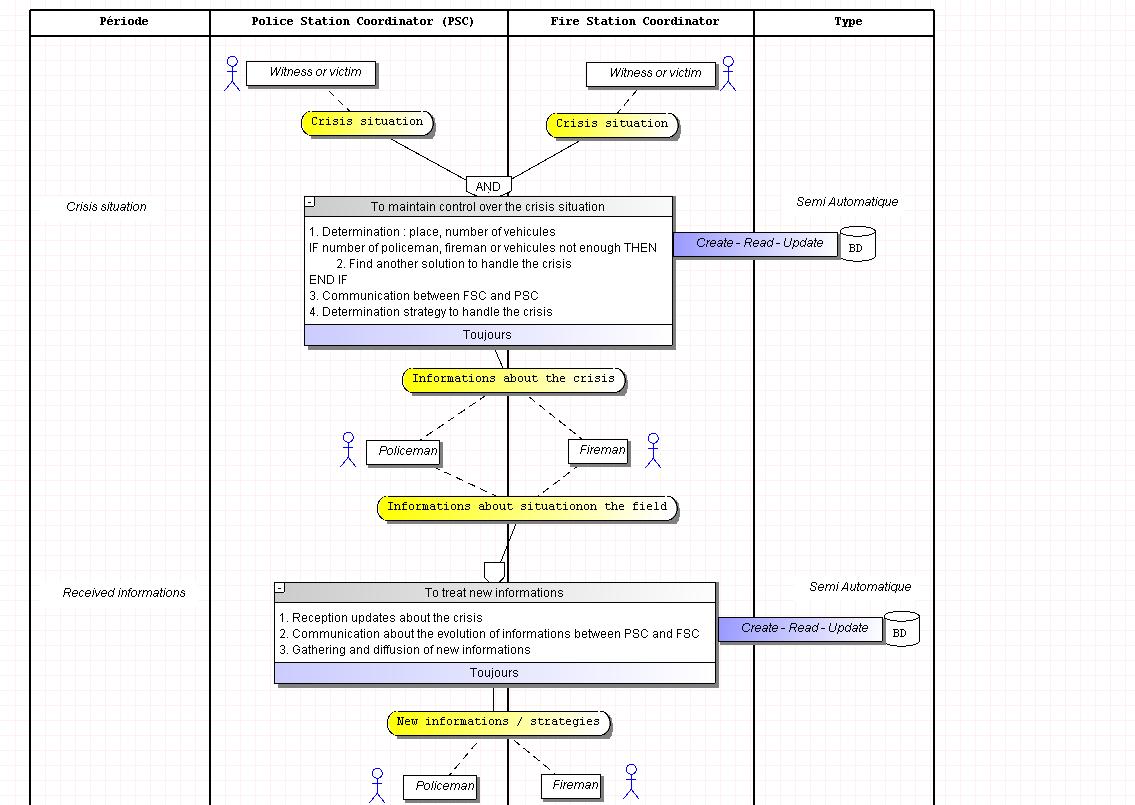 Période
Police Station Coordinator (PSC)
Fire Station Coordinator
Type
Witness or victim
Witness or victim
Crisis situation
Crisis situation
AND
Crisis situation
To maintain control over the crisis situation
Semi Automatique
1. Determination : place, number of vehicules
IF number of policeman, fireman or vehicules not enough THEN
2. Find another solution to handle the crisis
END IF
3. Communication between FSC and PSC
4. Determination strategy to handle the crisis
Create - Read - Update
BD
Toujours
Informations about the crisis
Policeman
Fireman
Informations about situationon the field
Received informations
To treat new informations
Semi Automatique
1. Reception updates about the crisis
2. Communication about the evolution of informations between PSC and FSC
3. Gathering and diffusion of new informations
Create - Read - Update
BD
Toujours
New informations / strategies
Policeman
Fireman